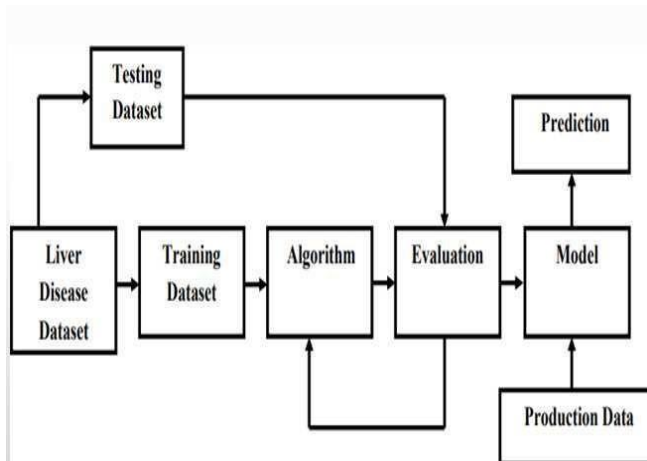 Testing
Dataset
Prediction
Liver
Disease
Dataset
Training
Dataset
Algorithm
Evaluation
Model
Production Data